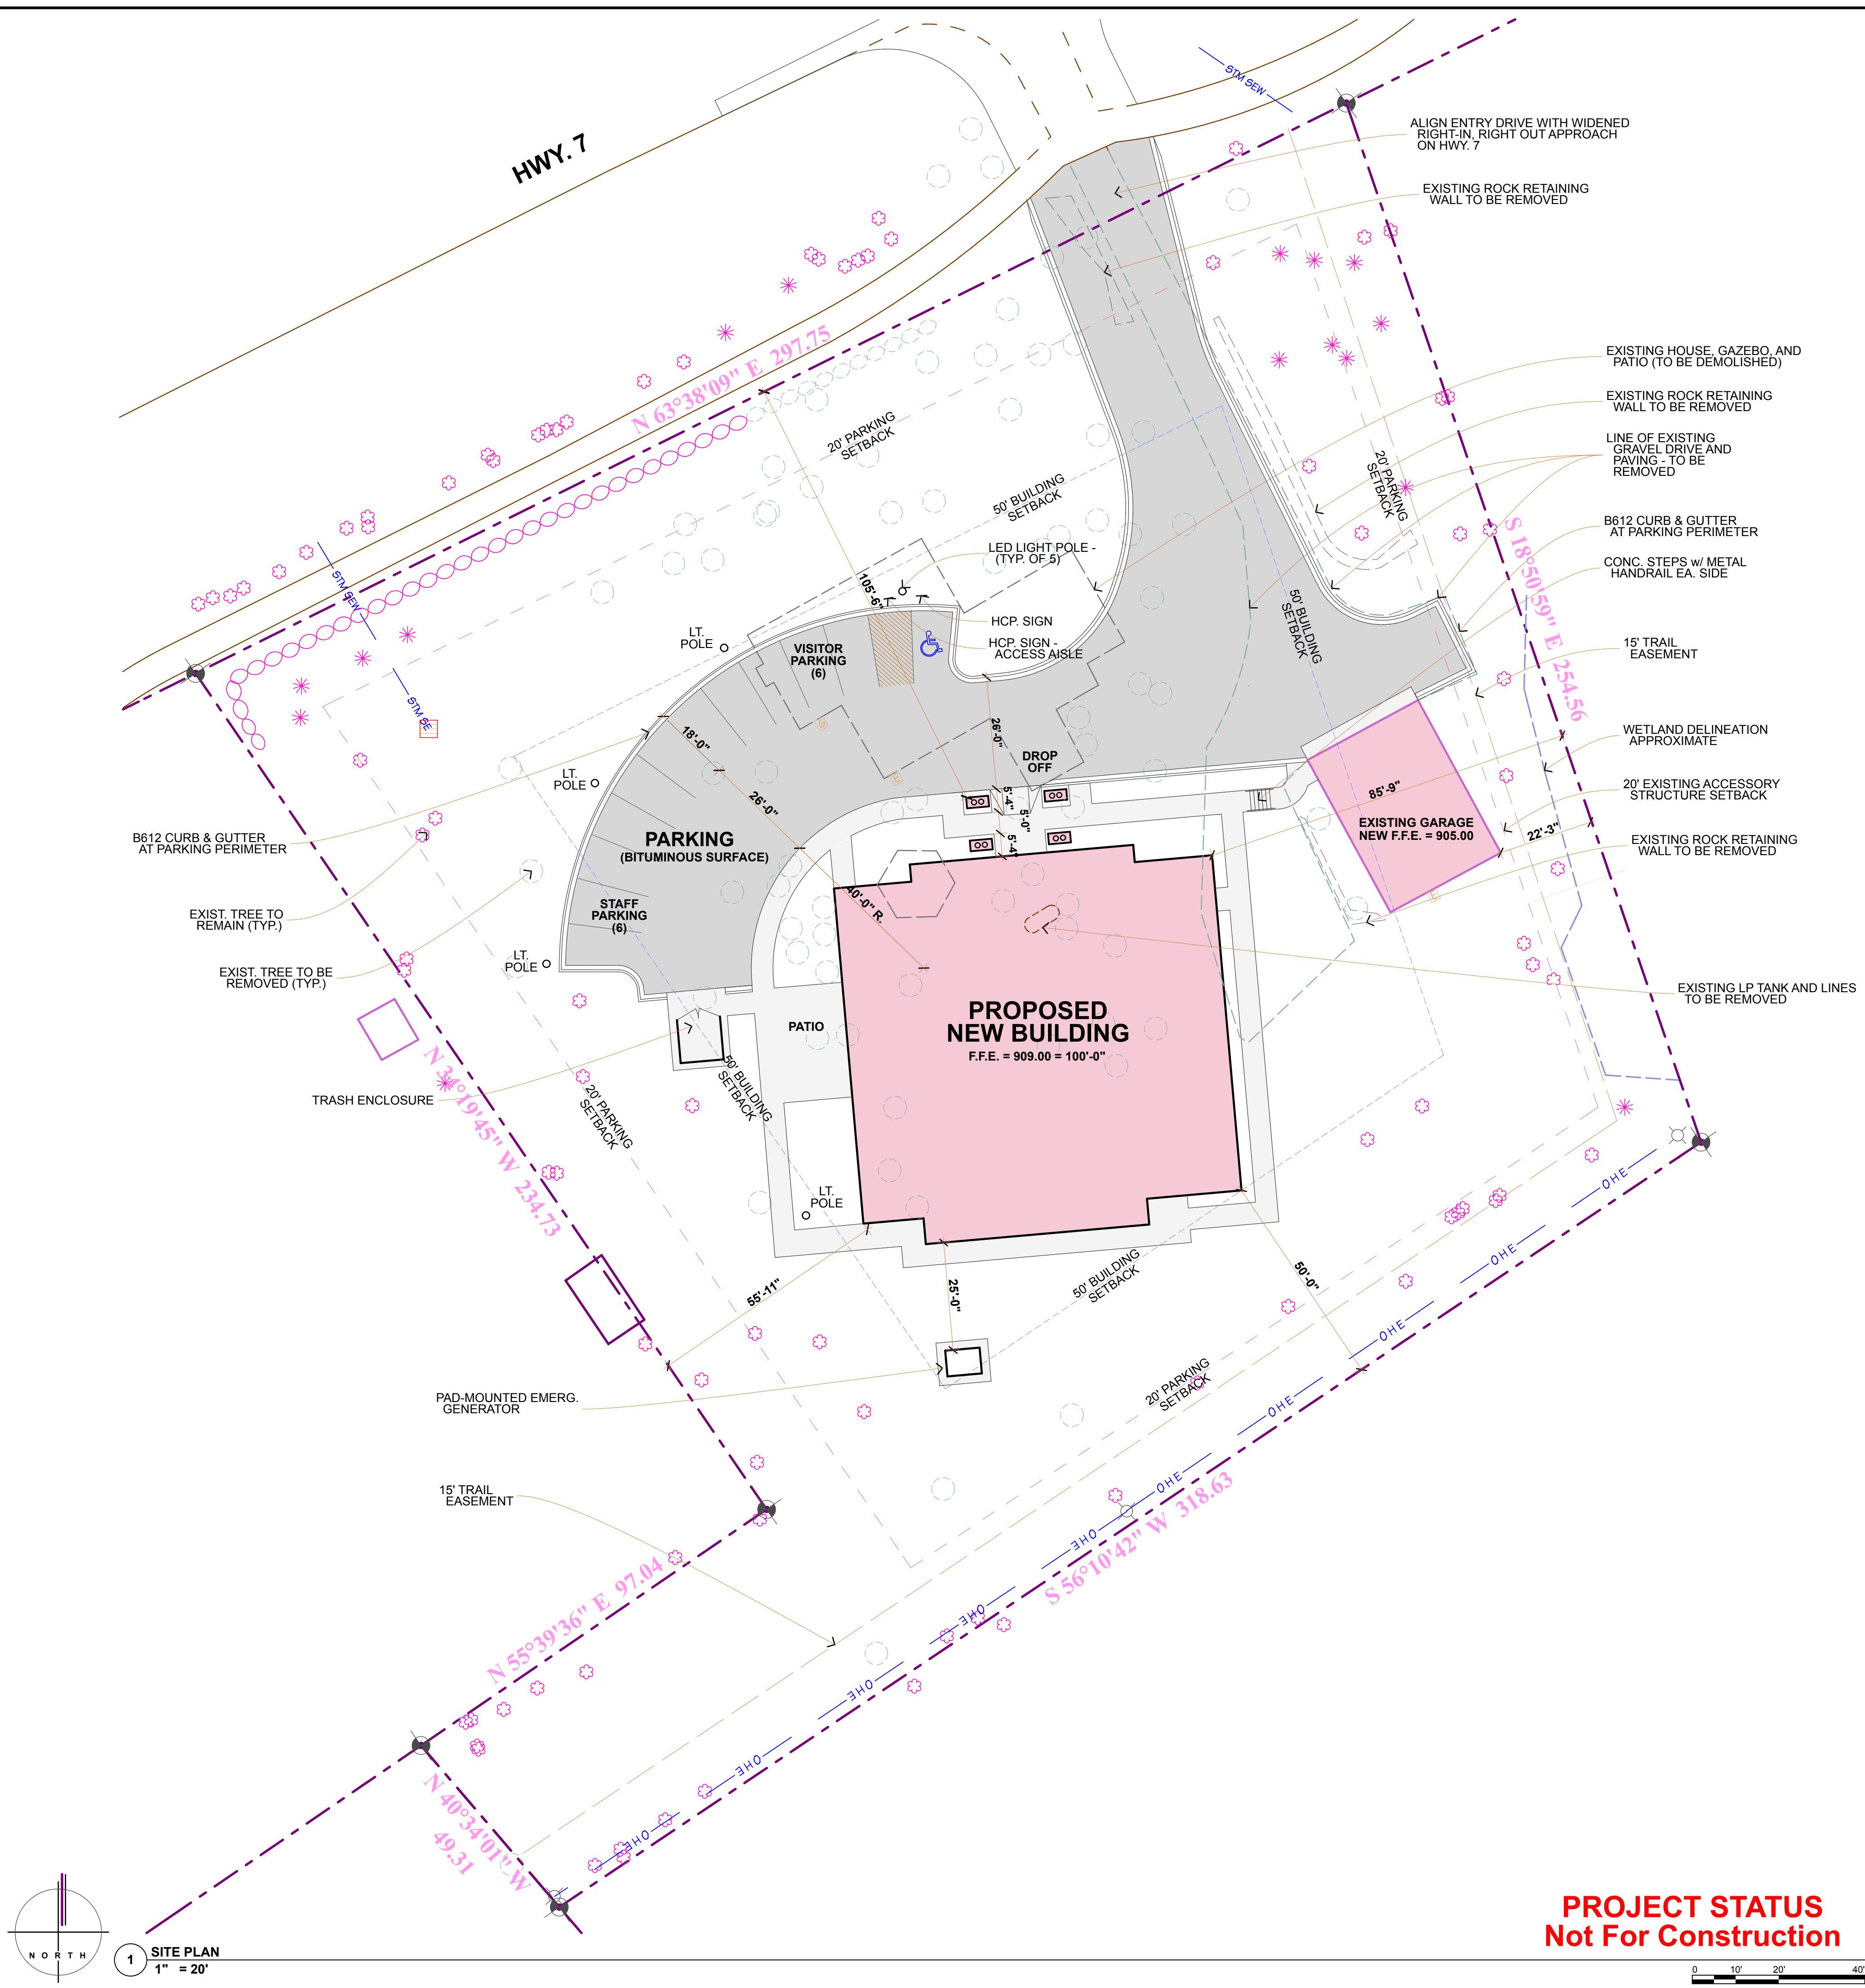 STM SEW
HWY. 7
ALIGN ENTRY DRIVE WITH WIDENED
RIGHT-IN, RIGHT OUT APPROACH
ON HWY. 7
EXISTING ROCK RETAINING
WALL TO BE REMOVED
N 63°38'09" E 297.75
20' PARKING
SETBACK
EXISTING HOUSE, GAZEBO, AND
PATIO (TO BE DEMOLISHED)
EXISTING ROCK RETAINING
WALL TO BE REMOVED
LINE OF EXISTING
GRAVEL DRIVE AND
PAVING - TO BE
REMOVED
20' PARKING
SETBACK
50' BUILDING
SETBACK
S 18°50'59" E 254.56
B612 CURB & GUTTER
AT PARKING PERIMETER
LED LIGHT POLE -
(TYP. OF 5)
CONC. STEPS w/ METAL
HANDRAIL EA. SIDE
STM SEW
105'-6"
50' BUILDING
SETBACK
HCP. SIGN
HCP. SIGN -
ACCESS AISLE
LT.
POLE
VISITOR
PARKING
(6)
15' TRAIL
EASEMENT
STM SE
18'-0"
26'-0"
DROP
OFF
WETLAND DELINEATION
APPROXIMATE
LT.
POLE
26'-0"
5'-4"
5'-0"
5'-4"
85'-9"
20' EXISTING ACCESSORY
STRUCTURE SETBACK
B612 CURB & GUTTER
AT PARKING PERIMETER
PARKING
(BITUMINOUS SURFACE)
EXISTING GARAGE
NEW F.F.E. = 905.00
22'-3"
EXISTING ROCK RETAINING
WALL TO BE REMOVED
40'-0" R.
EXIST. TREE TO
REMAIN (TYP.)
STAFF
PARKING
(6)
LT.
POLE
EXIST. TREE TO BE
REMOVED (TYP.)
EXISTING LP TANK AND LINES
TO BE REMOVED
PROPOSED
NEW BUILDING
F.F.E. = 909.00 = 100'-0"
PATIO
TRASH ENCLOSURE
50' BUILDING
SETBACK
20' PARKING
SETBACK
N 34°19'45" W 234.73
LT.
POLE
OHE
OHE
50' BUILDING
SETBACK
50'-0"
55'-11"
25'-0"
OHE
20' PARKING
SETBACK
PAD-MOUNTED EMERG.
GENERATOR
OHE
15' TRAIL
EASEMENT
OHE
S 56°10'42" W 318.63
OHE
N 55°39'36" E 97.04
OHE
OHE
OHE
OHE
N 40°34'01" W
49.31
PROJECT STATUS
Not For Construction
NORTH
1
SITE PLAN
1" = 20'
0 10' 20' 40'